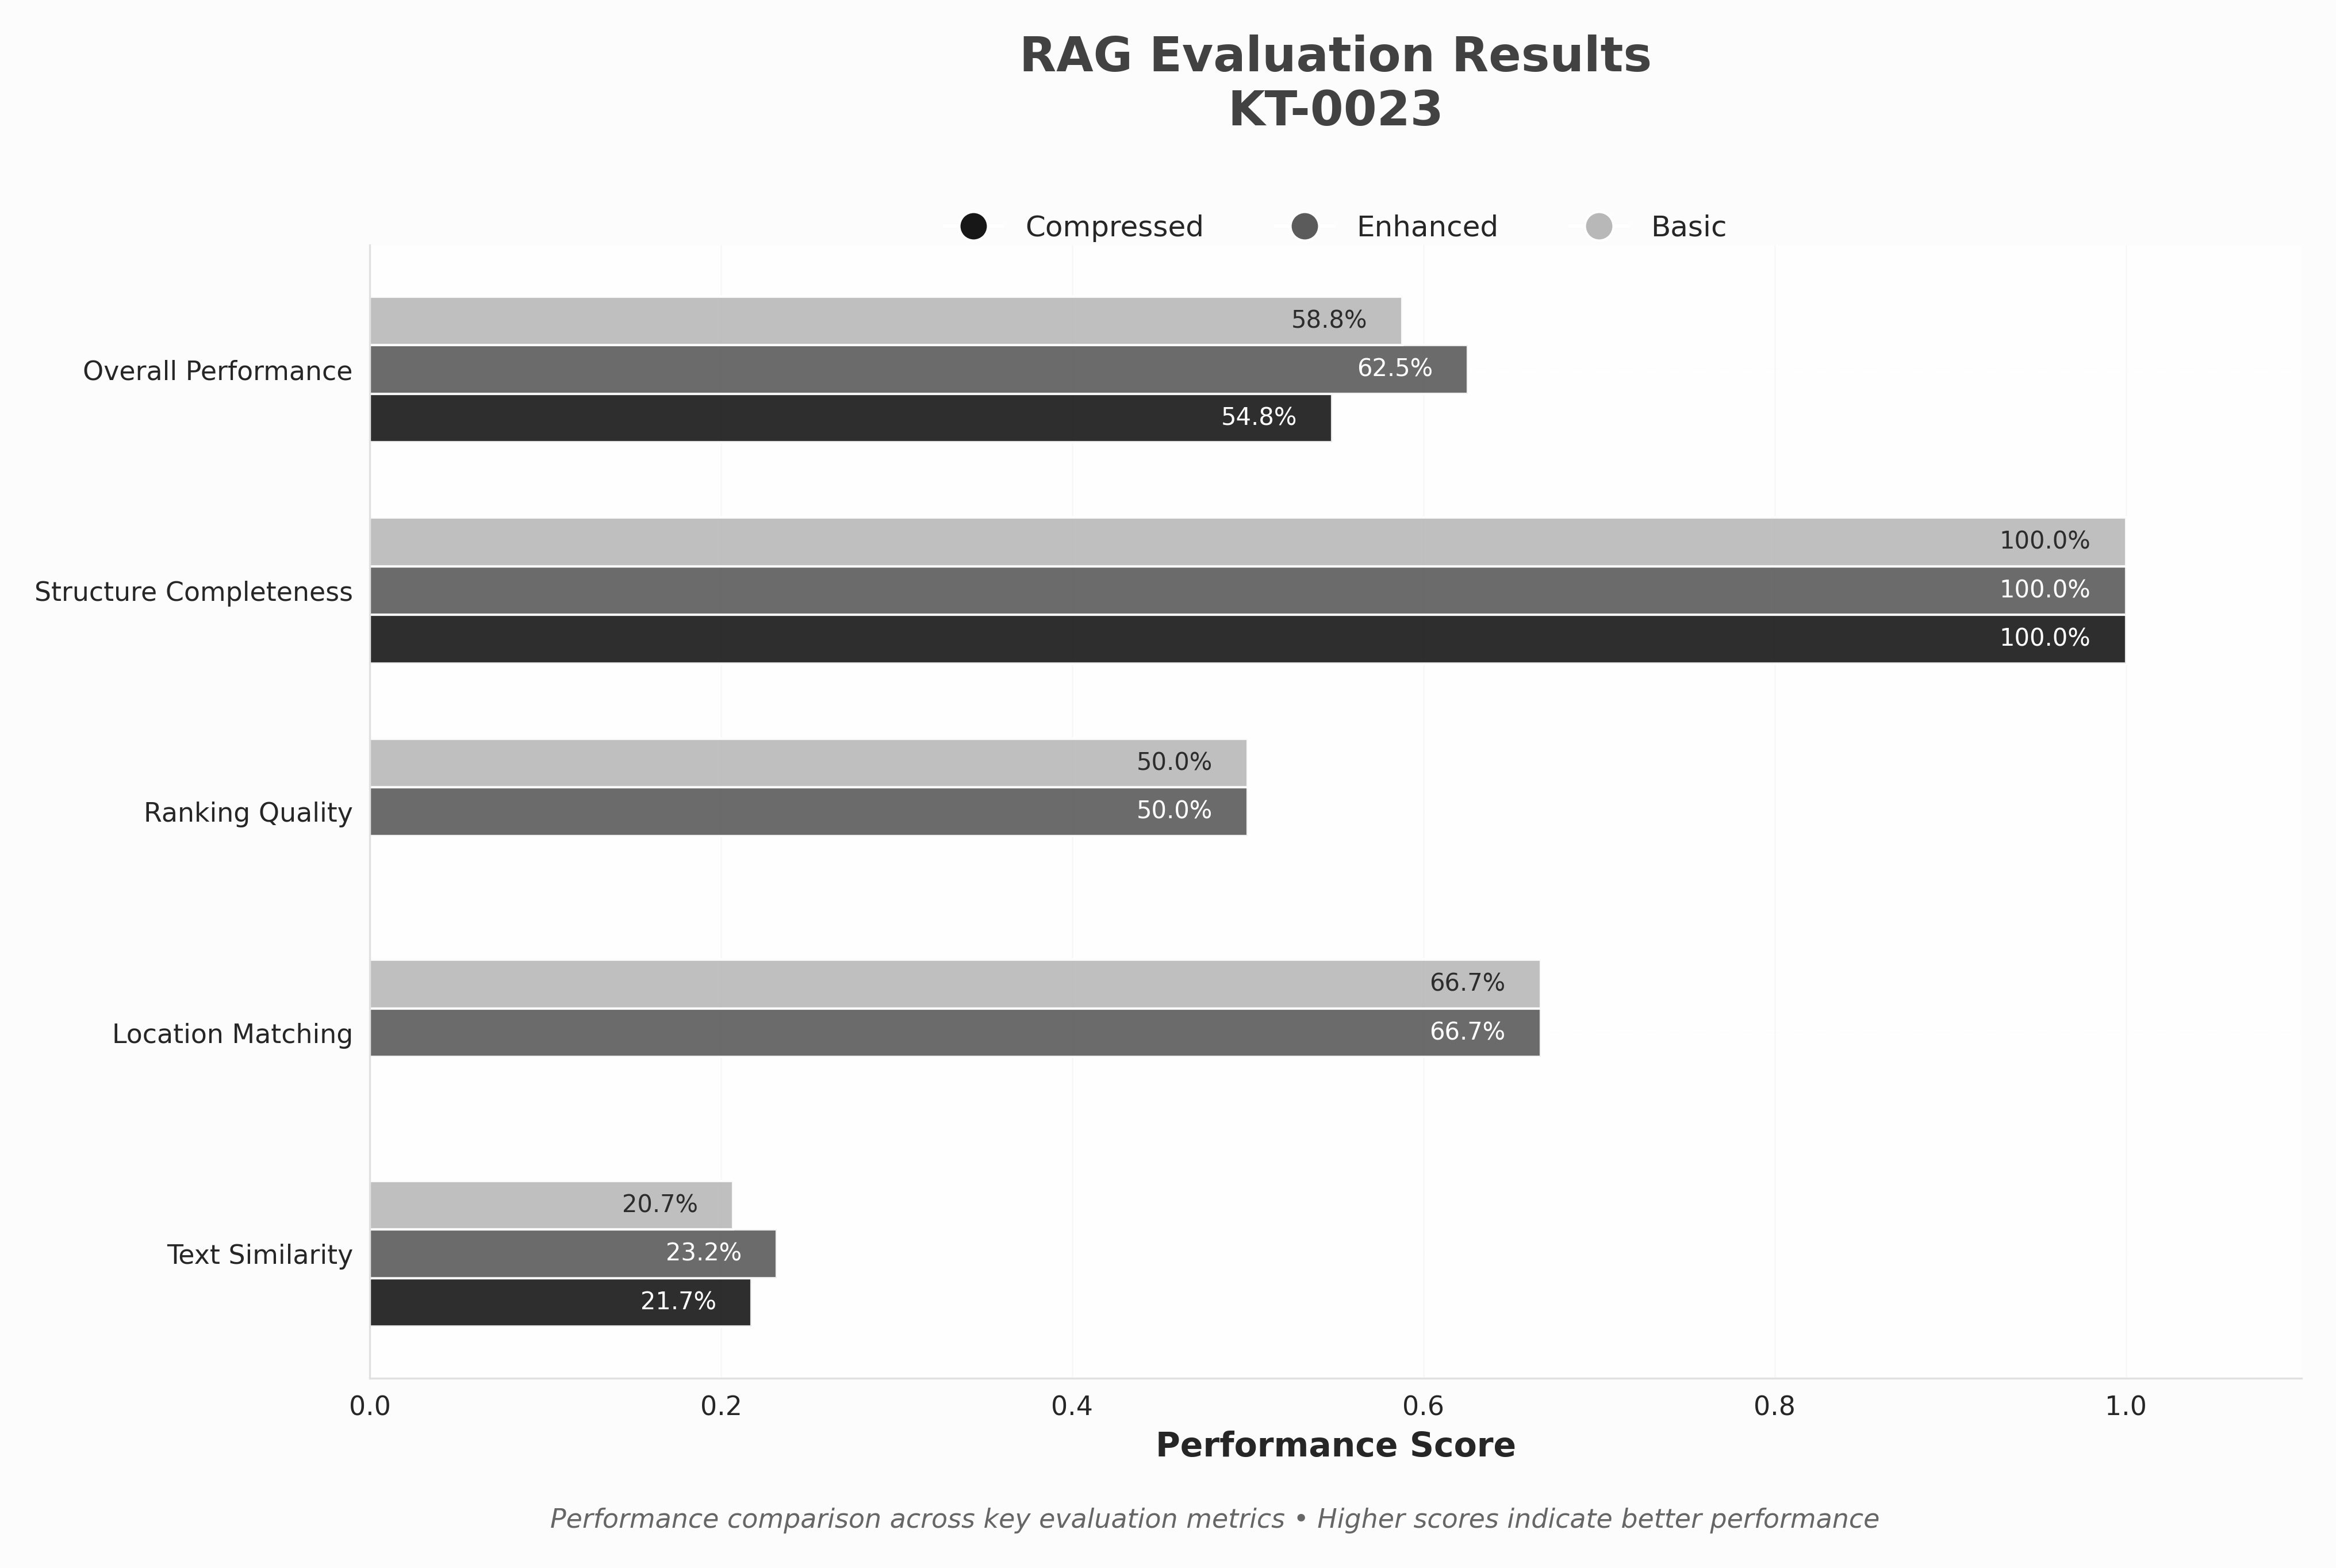 RAG Evaluation Results
KT-0023
Compressed
Enhanced
Basic
Overall Performance
58.8%
62.5%
54.8%
Structure Completeness
100.0%
100.0%
100.0%
Ranking Quality
50.0%
50.0%
Location Matching
66.7%
66.7%
Text Similarity
20.7%
23.2%
21.7%
0.0 0.2 0.4 0.6 0.8 1.0
Performance Score
Performance comparison across key evaluation metrics • Higher scores indicate better performance